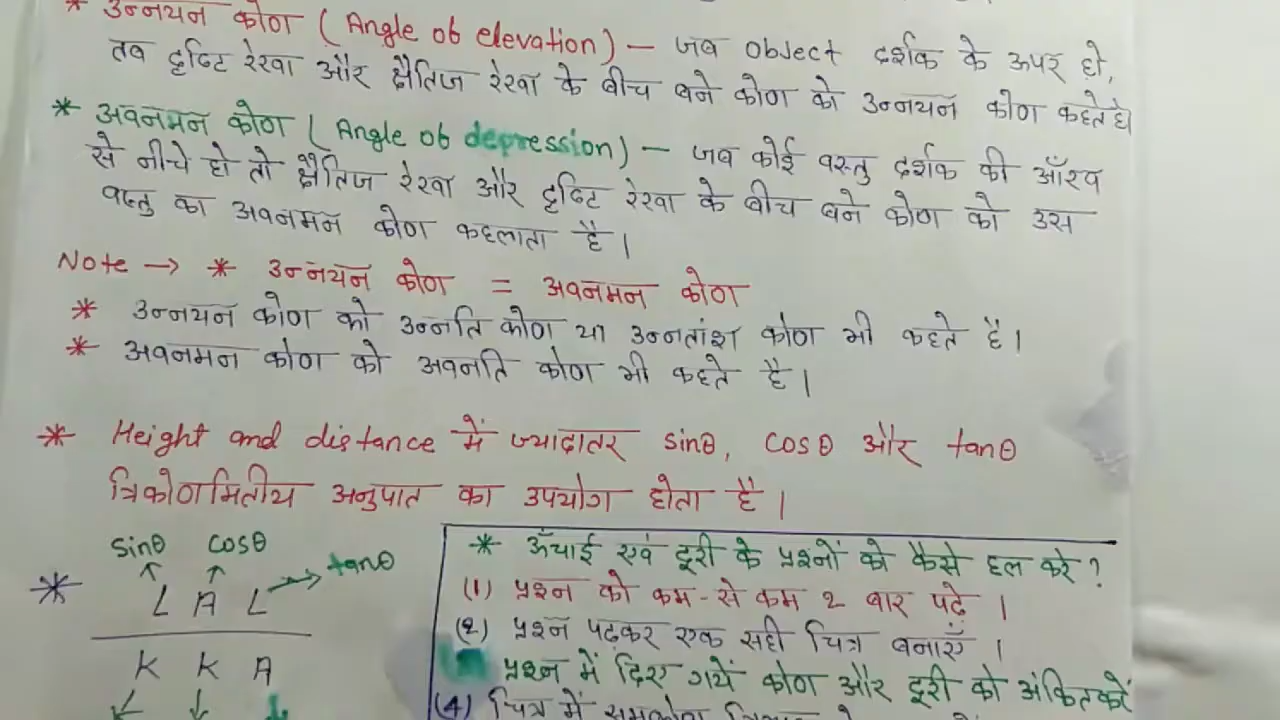 * उन्नयन कोण ( Angle of elevation) — जब object दर्शक के ऊपर हो,
तब दृष्टि रेखा और क्षैतिज रेखा के बीच बने कोण को उन्नयन कोण कहते है
* अवनमन कोण ( Angle of depression) — जब कोई वस्तु दर्शक की आँख
से नीचे हो तो क्षैतिज रेखा और दृष्टि रेखा के बीच बने कोण को उस
वस्तु का अवनमन कोण कहलाता है।
Note → * उन्नयन कोण = अवनमन कोण
* उन्नयन कोण को उन्नति कोण या उन्नतांश कोण भी कहते है।
* अवनमन कोण को अवनति कोण भी कहते है।
* Height and distance में ज्यादातर sinθ, cosθ और tanθ
त्रिकोणमितीय अनुपात का उपयोग होता है।
sinθ cosθ tanθ
* L A L
K K A
* ऊँचाई एवं दूरी के प्रश्नों को कैसे हल करे?
(1) प्रश्न को कम-से कम 2 बार पढ़े।
(2) प्रश्न पढ़कर एक सही चित्र बनाएँ।
प्रश्न में दिए गयें कोण और दूरी को अंकित करें
(4) चित्र में समकोण